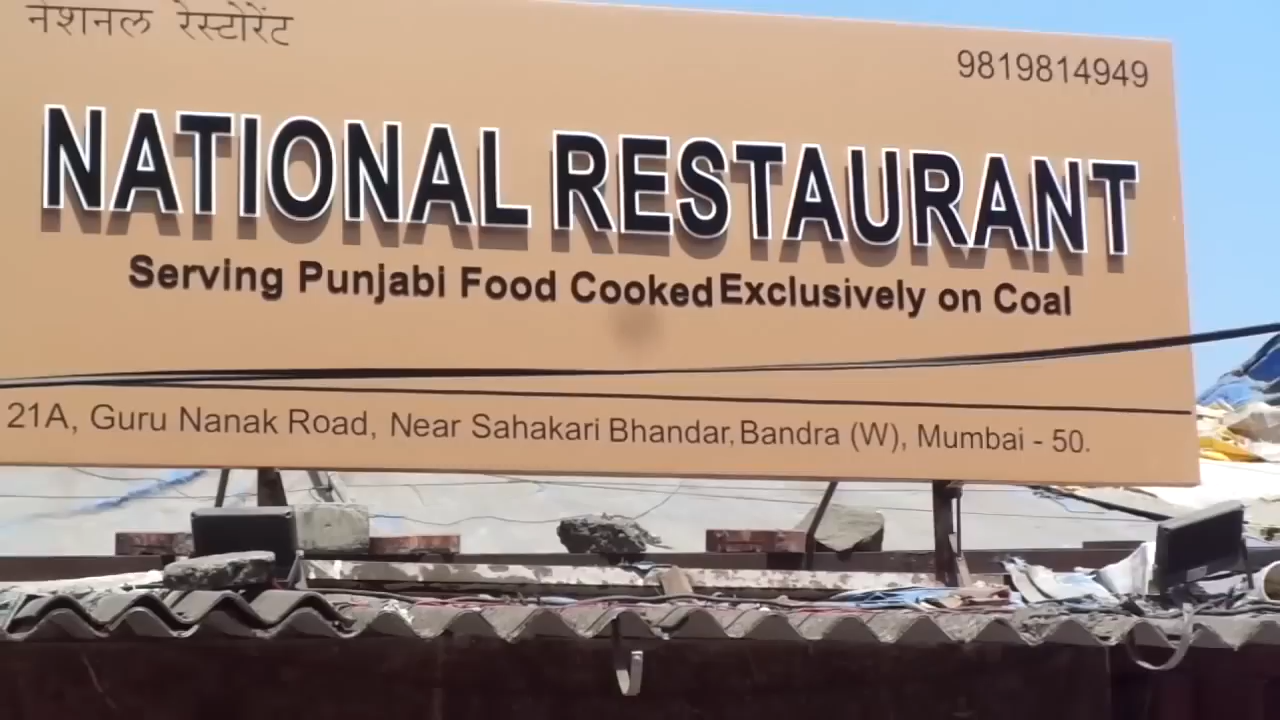 नॅशनल रेस्टोरेंट
9819814949
NATIONAL RESTAURANT
Serving Punjabi Food Cooked Exclusively on Coal
21A, Guru Nanak Road, Near Sahakari Bhandar, Bandra (W), Mumbai - 50.